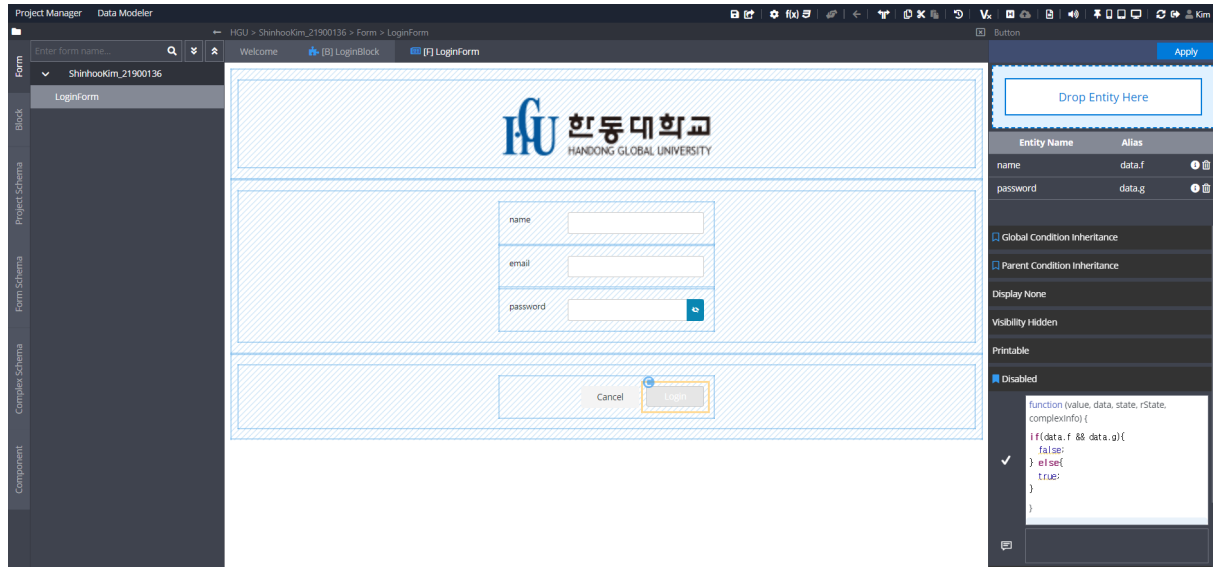 Project Manager Data Modeler
f(x)
Kim
HGU > ShinhooKim_21900136 > Form > LoginForm
Button
Enter form name...
Welcome [B] LoginBlock [F] LoginForm
Apply
Form
Block
Project Schema
Form Schema
Complex Schema
Component
ShinhooKim_21900136
LoginForm
HGU 한동대학교
HANDONG GLOBAL UNIVERSITY
name
email
password
C
Cancel Login
Drop Entity Here
Entity Name Alias
name data.f
password data.g
Global Condition Inheritance
Parent Condition Inheritance
Display None
Visibility Hidden
Printable
Disabled
function (value, data, state, rState,
complexInfo) {
if(data.f && data.g){
false;
} else{
true;
}
}